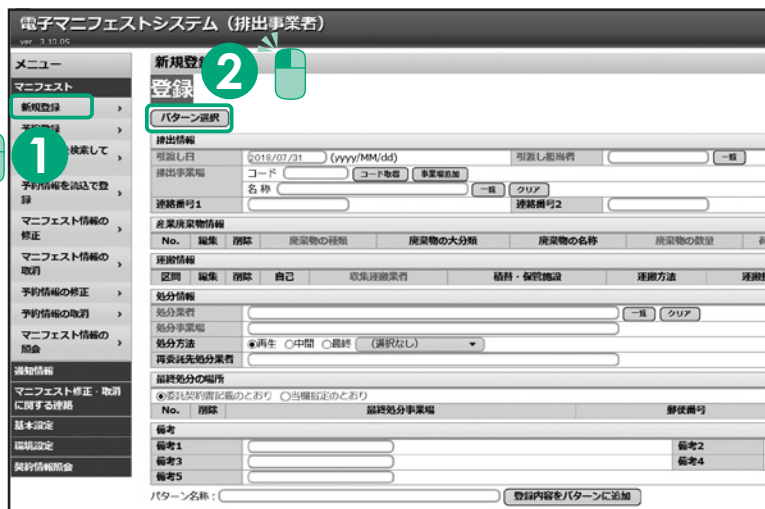 電子マニフェストシステム（排出事業者）
ver 3.10.05
メニュー
マニフェスト
新規登録 ›
1
検索して ›
予約情報を読込で登録 ›
マニフェスト情報の修正 ›
マニフェスト情報の取消 ›
予約情報の修正 ›
予約情報の取消 ›
マニフェスト情報の照会 ›
通知情報
マニフェスト修正・取消に関する連絡
基本設定
環境設定
契約情報照会
新規登
2
登録
パターン選択
排出情報
引渡し日 2018/07/31 (yyyy/MM/dd) 引渡し担当者 一覧
排出事業場 コード コード取得 事業場追加
名称 一覧 クリア
連絡番号1 連絡番号2
産業廃棄物情報
No. 編集 削除 廃棄物の種類 廃棄物の大分類 廃棄物の名称 廃棄物の数量
運搬情報
区間 編集 削除 自己 収集運搬業者 積替・保管施設 運搬方法
処分情報
処分業者 一覧 クリア
処分事業場
処分方法 ◉再生 ○中間 ○最終 (選択なし) ▼
再委託先処分業者
最終処分の場所
◉委託契約書記載のとおり ○当欄指定のとおり
No. 削除 最終処分事業場 郵便番号
備考
備考1 備考2
備考3 備考4
備考5
パターン名称： 登録内容をパターンに追加